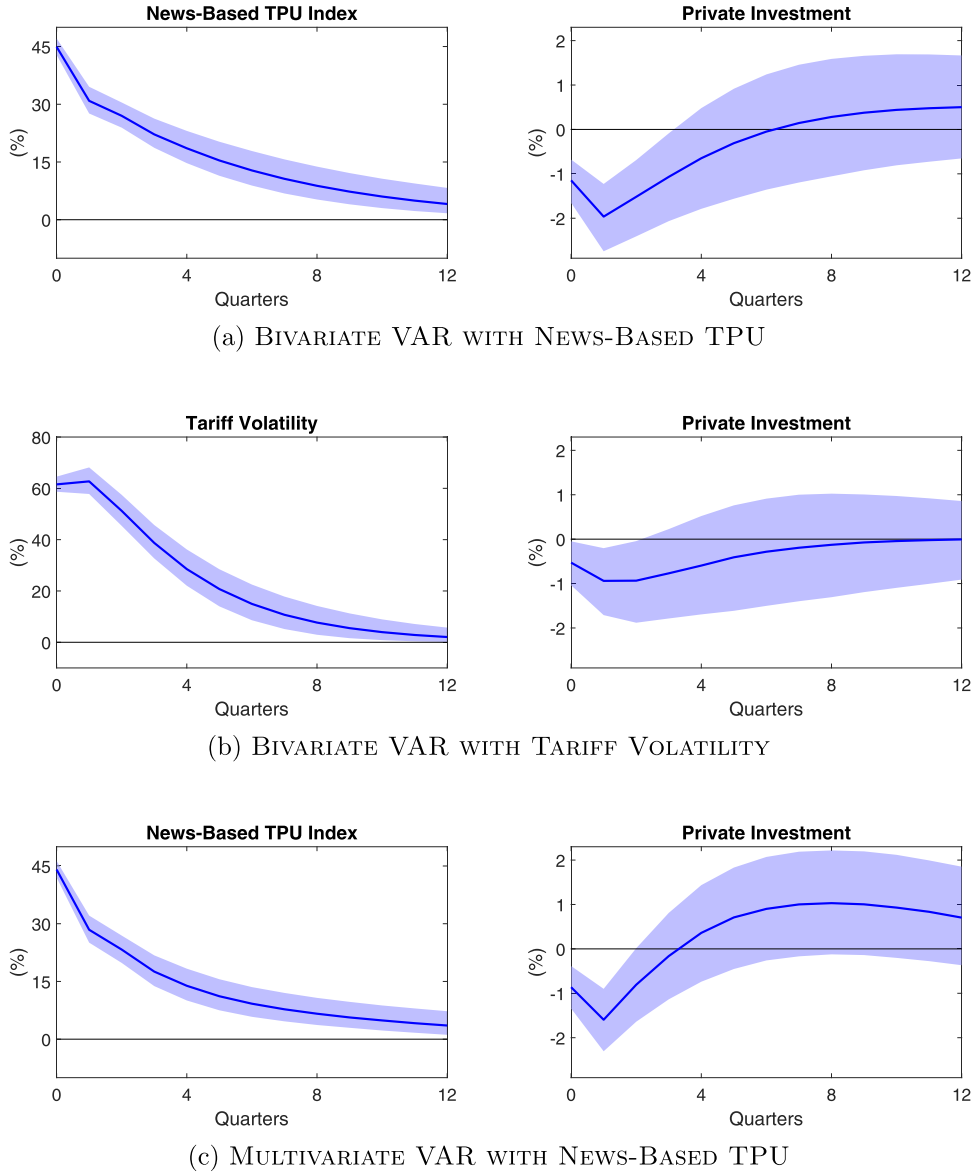 News-Based TPU Index
45
30
15
0
(%)
0 4 8 12
Quarters
Private Investment
2
1
0
-1
-2
(%)
0 4 8 12
Quarters
(a) Bivariate VAR with News-Based TPU
Tariff Volatility
80
60
40
20
0
(%)
0 4 8 12
Quarters
Private Investment
2
1
0
-1
-2
(%)
0 4 8 12
Quarters
(b) Bivariate VAR with Tariff Volatility
News-Based TPU Index
45
30
15
0
(%)
0 4 8 12
Quarters
Private Investment
2
1
0
-1
-2
(%)
0 4 8 12
Quarters
(c) Multivariate VAR with News-Based TPU